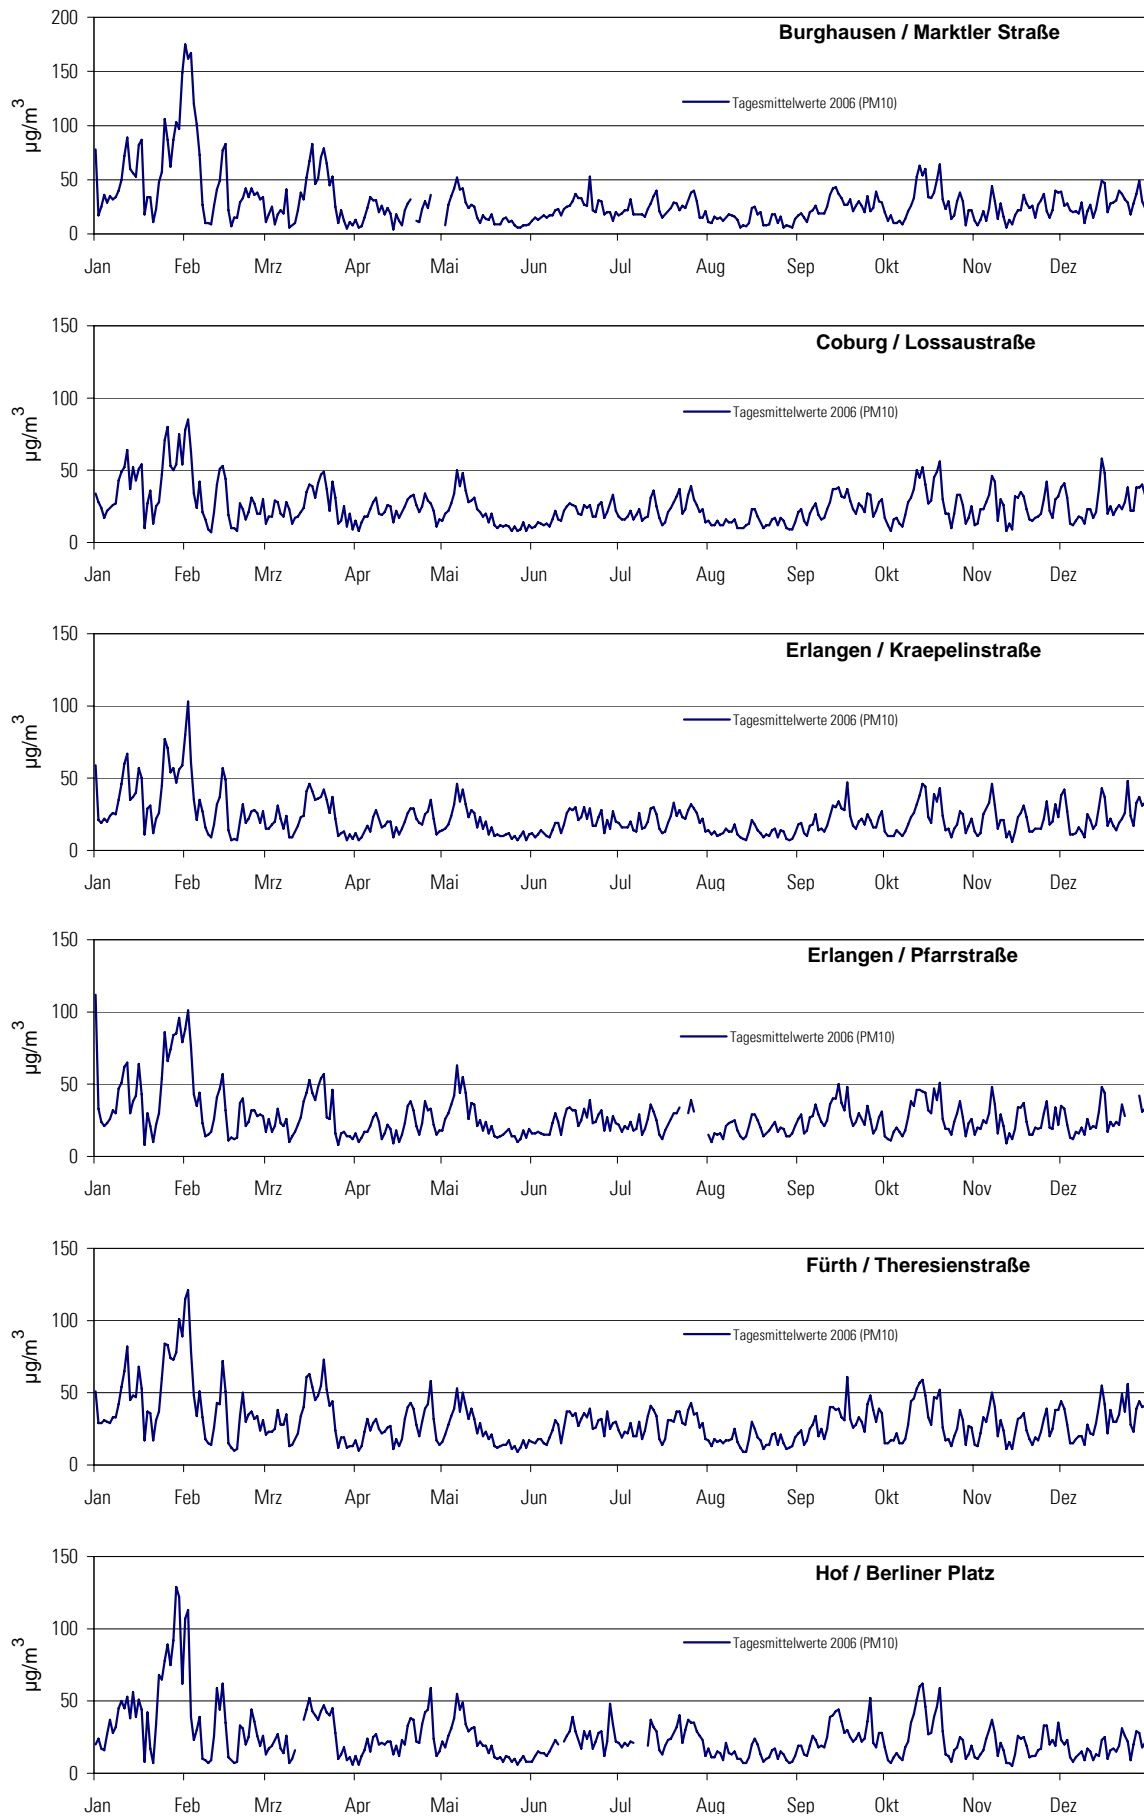 Burghausen / Marktler Straße
Tagesmittelwerte 2006 (PM10)
µg/m³
200
150
100
50
0
Jan Feb Mrz Apr Mai Jun Jul Aug Sep Okt Nov Dez
Coburg / Lossaustraße
Tagesmittelwerte 2006 (PM10)
µg/m³
150
100
50
0
Jan Feb Mrz Apr Mai Jun Jul Aug Sep Okt Nov Dez
Erlangen / Kraepelinstraße
Tagesmittelwerte 2006 (PM10)
µg/m³
150
100
50
0
Jan Feb Mrz Apr Mai Jun Jul Aug Sep Okt Nov Dez
Erlangen / Pfarrstraße
Tagesmittelwerte 2006 (PM10)
µg/m³
150
100
50
0
Jan Feb Mrz Apr Mai Jun Jul Aug Sep Okt Nov Dez
Fürth / Theresienstraße
Tagesmittelwerte 2006 (PM10)
µg/m³
150
100
50
0
Jan Feb Mrz Apr Mai Jun Jul Aug Sep Okt Nov Dez
Hof / Berliner Platz
Tagesmittelwerte 2006 (PM10)
µg/m³
150
100
50
0
Jan Feb Mrz Apr Mai Jun Jul Aug Sep Okt Nov Dez